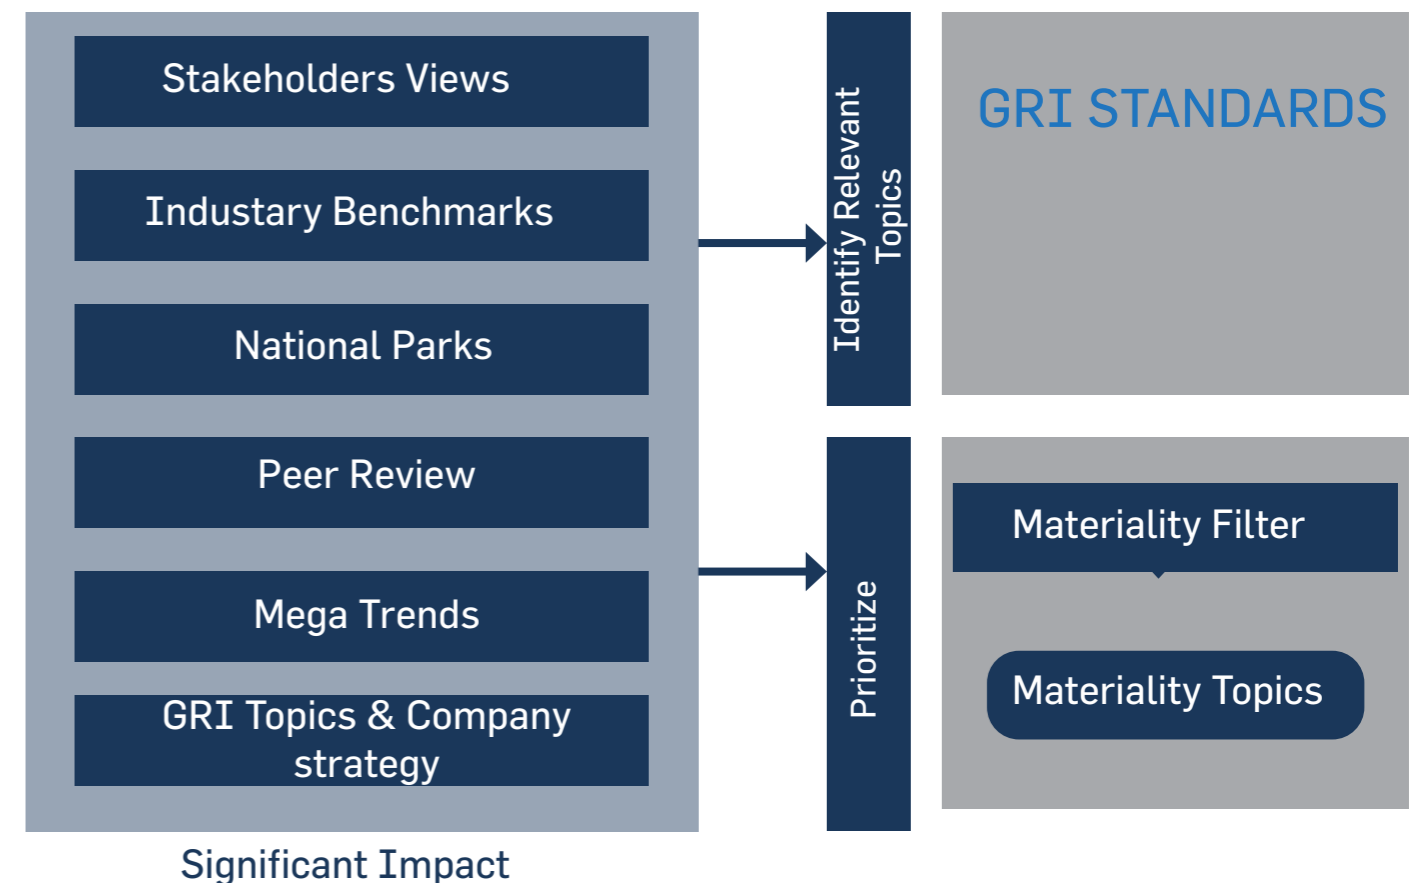 Stakeholders Views
Industary Benchmarks
National Parks
Peer Review
Mega Trends
GRI Topics & Company
strategy
Significant Impact
Identify Relevant
Topics
Prioritize
GRI STANDARDS
Materiality Filter
Materiality Topics